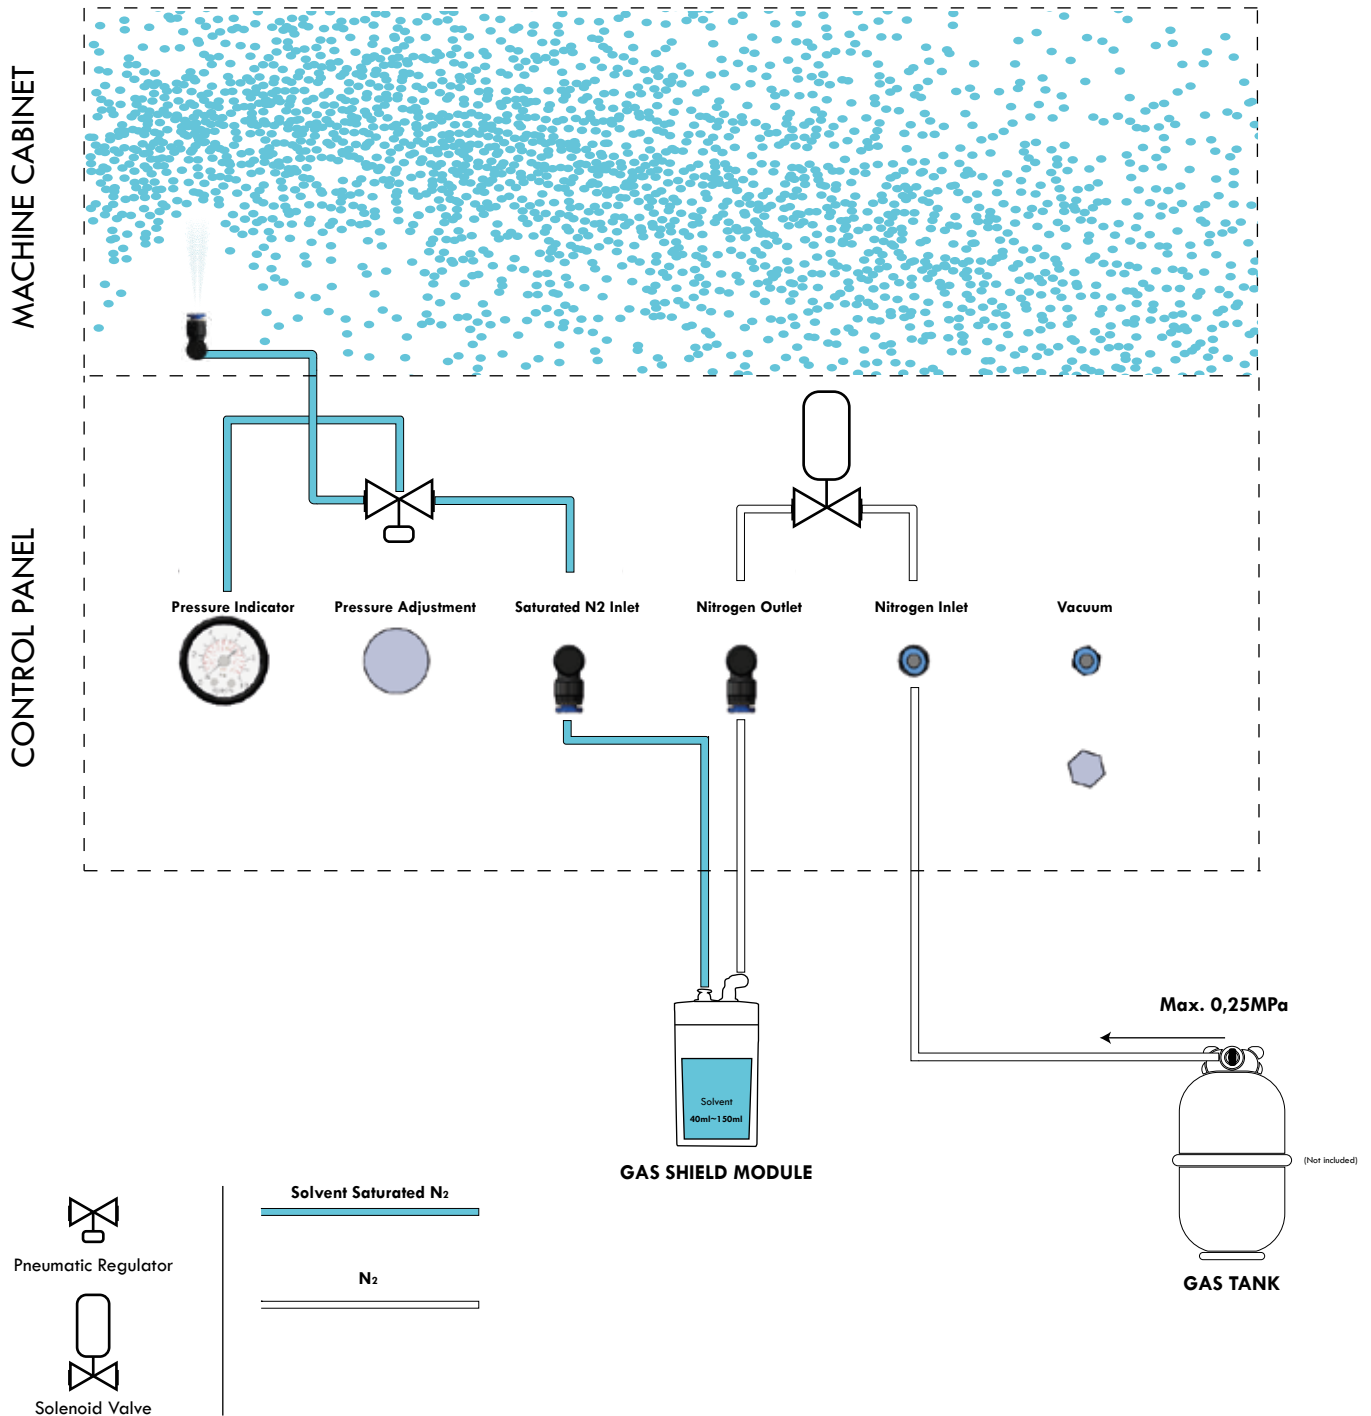 MACHINE CABINET
CONTROL PANEL
Pressure Indicator
Pressure Adjustment
Saturated N2 Inlet
Nitrogen Outlet
Nitrogen Inlet
Vacuum
Max. 0,25MPa
Solvent
40ml~150ml
GAS SHIELD MODULE
(Not included)
GAS TANK
Solvent Saturated N2
N2
Pneumatic Regulator
Solenoid Valve